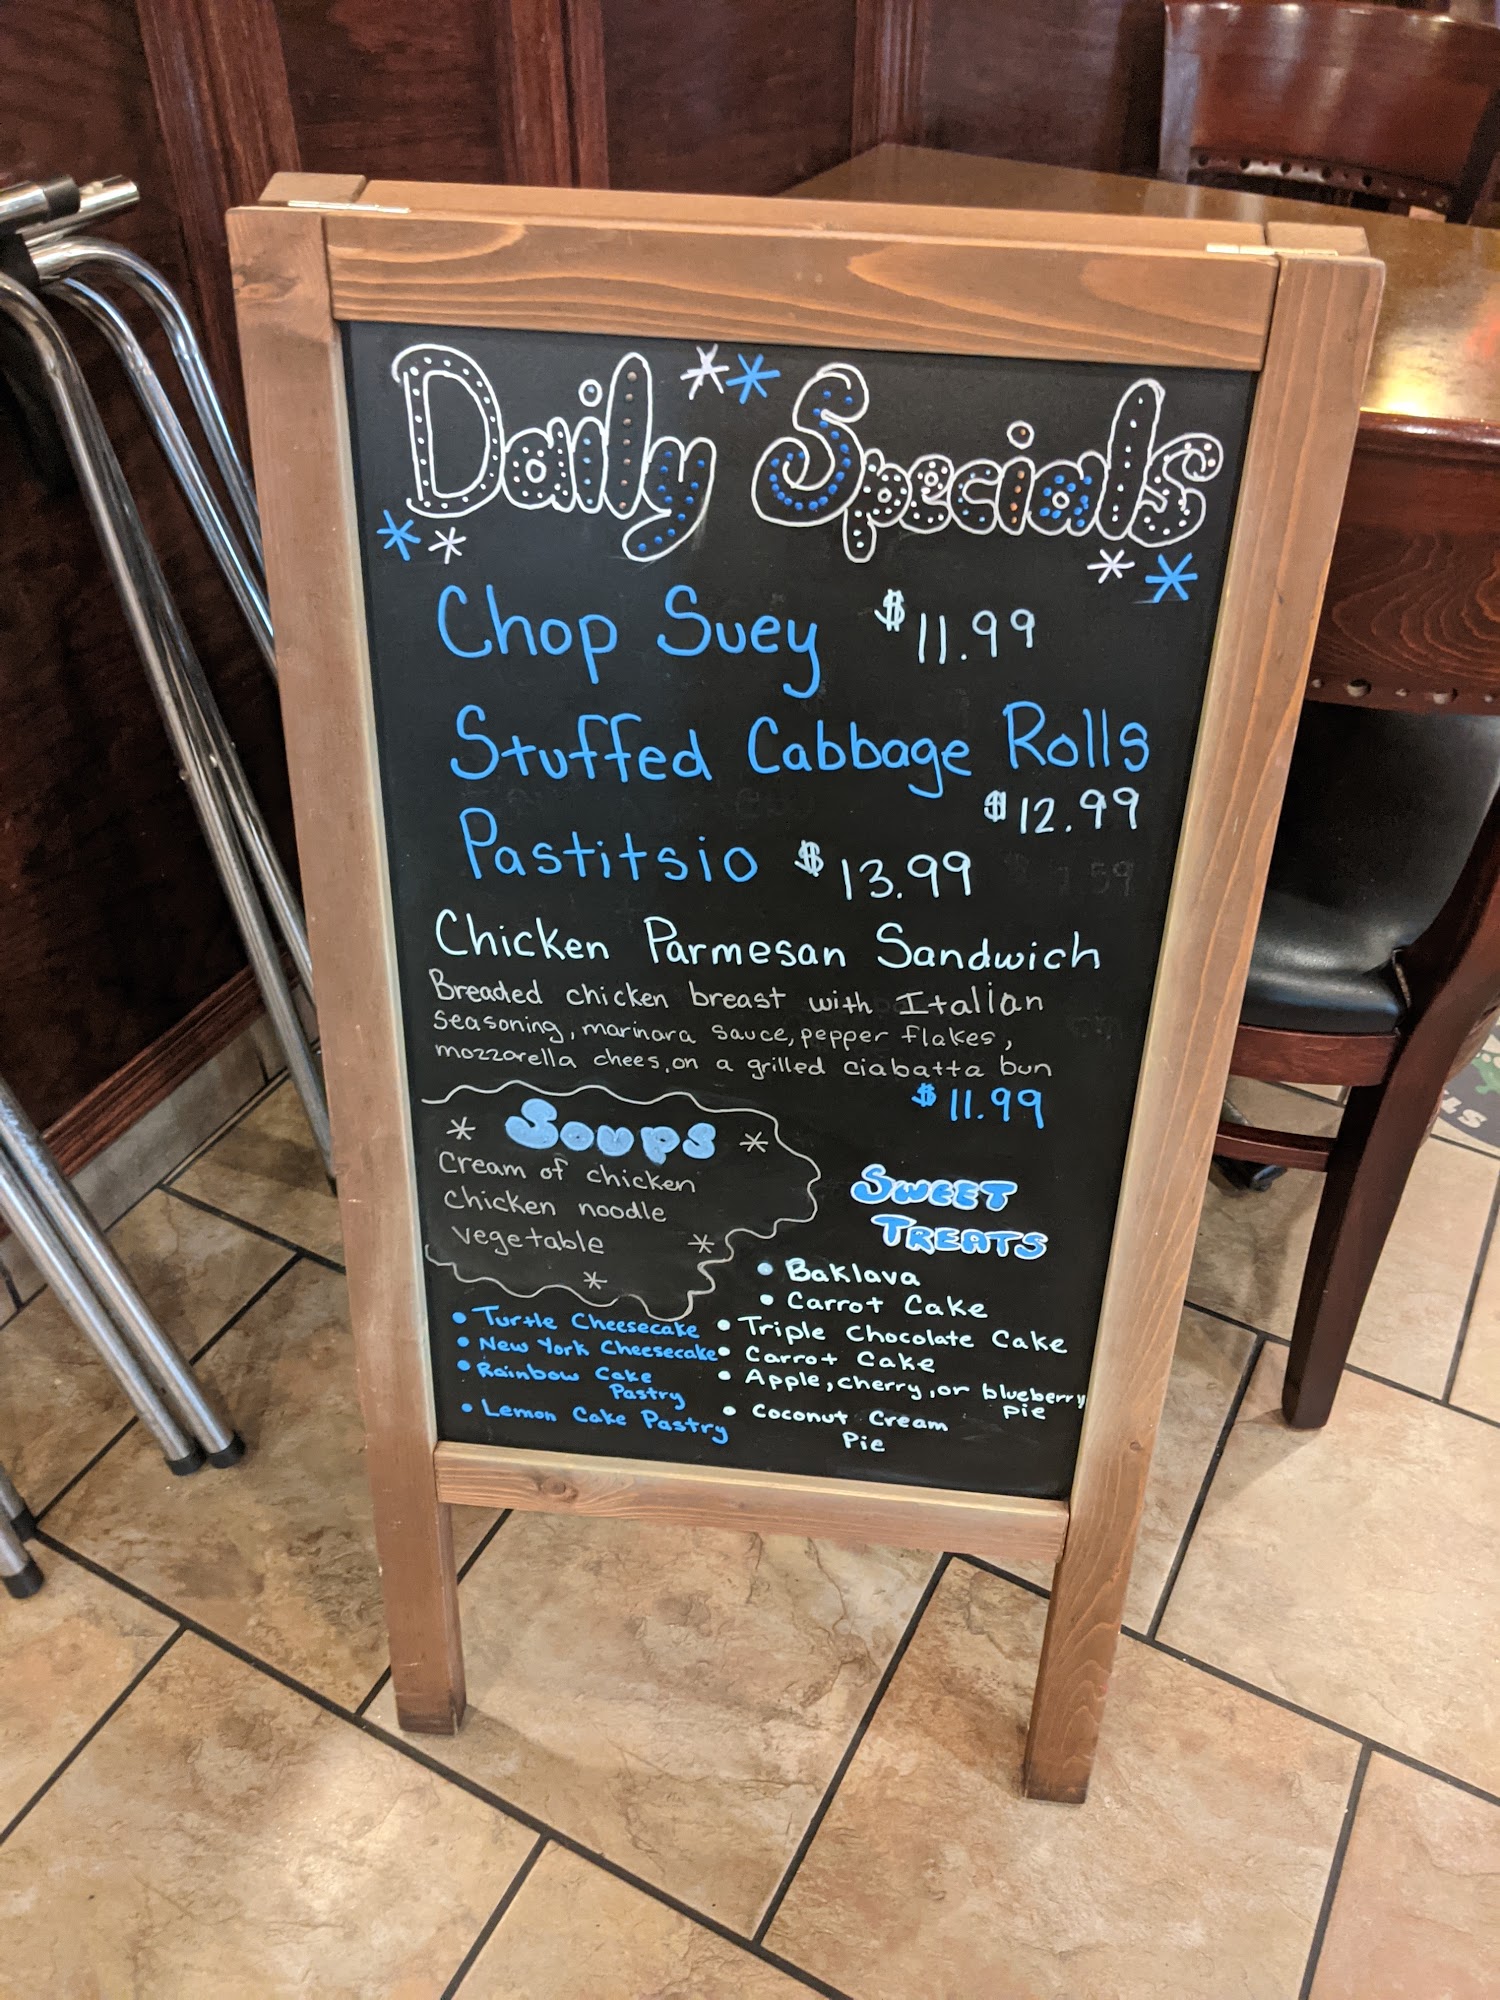 Daily Specials
Chop Suey $11.99
Stuffed Cabbage Rolls
$12.99
Pastitsio $13.99
Chicken Parmesan Sandwich
Breaded chicken breast with Italian
seasoning, marinara sauce, pepper flakes,
mozzarella chees, on a grilled ciabatta bun
$11.99
Soups
Cream of chicken
Chicken noodle
vegetable
SWEET
TREATS
• Baklava
• Carrot Cake
• Triple Chocolate Cake
• Carrot Cake
• Apple, cherry, or blueberry
pie
• Coconut Cream
Pie
• Turtle Cheesecake
• New York Cheesecake
• Rainbow Cake
Pastry
• Lemon Cake Pastry